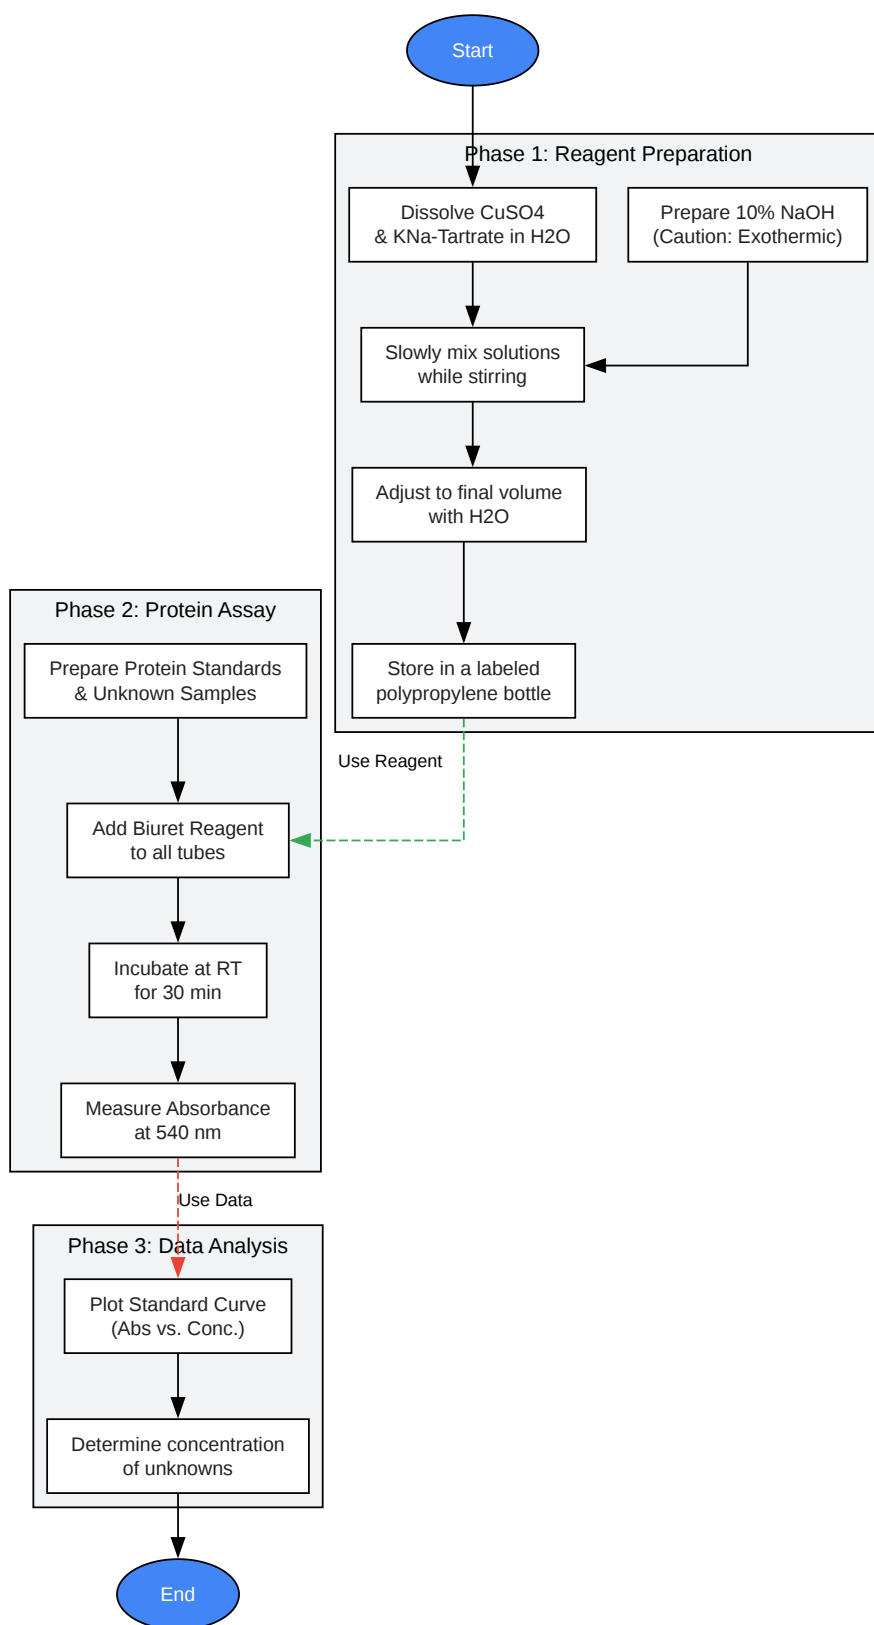 Start
Phase 1: Reagent Preparation
Dissolve CuSO4
& KNa-Tartrate in H2O
Prepare 10% NaOH
(Caution: Exothermic)
Slowly mix solutions
while stirring
Adjust to final volume
with H2O
Store in a labeled
polypropylene bottle
Use Reagent
Phase 2: Protein Assay
Prepare Protein Standards
& Unknown Samples
Add Biuret Reagent
to all tubes
Incubate at RT
for 30 min
Measure Absorbance
at 540 nm
Use Data
Phase 3: Data Analysis
Plot Standard Curve
(Abs vs. Conc.)
Determine concentration
of unknowns
End